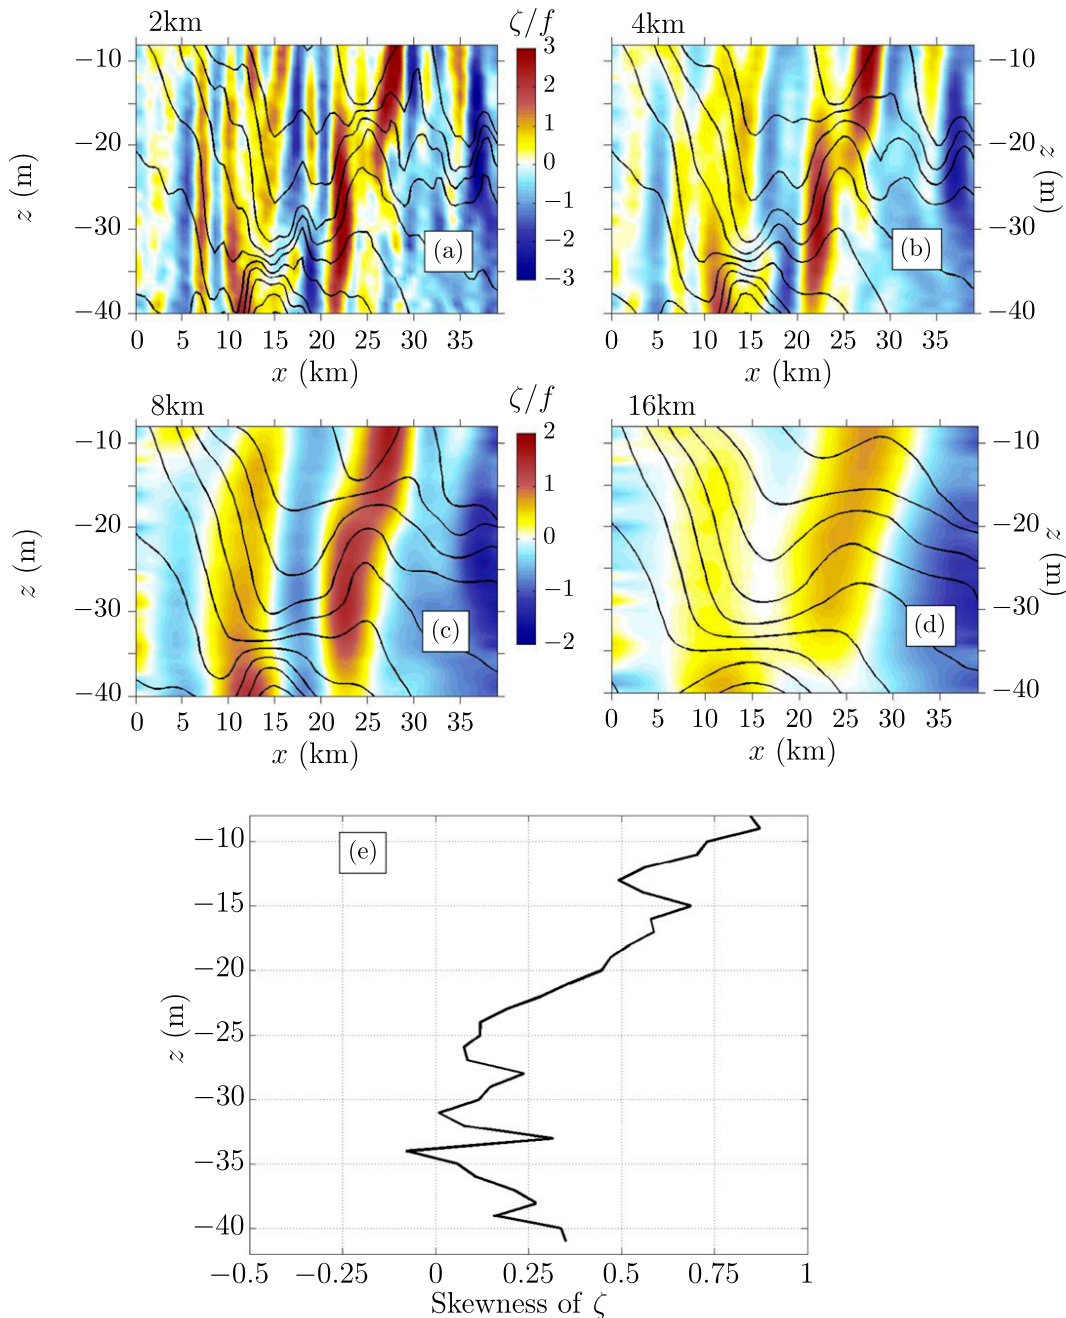 2km
ζ/f
4km
−10
−20
−30
−40
z (m)
3
2
1
0
−1
−2
−3
−10
−20
−30
−40
z (m)
(a)
(b)
0 5 10 15 20 25 30 35
0 5 10 15 20 25 30 35
x (km)
x (km)
8km
ζ/f
16km
−10
−20
−30
−40
z (m)
2
1
0
−1
−2
−10
−20
−30
−40
z (m)
(c)
(d)
0 5 10 15 20 25 30 35
0 5 10 15 20 25 30 35
x (km)
x (km)
(e)
−10
−15
−20
−25
−30
−35
−40
z (m)
−0.5 −0.25 0 0.25 0.5 0.75 1
Skewness of ζ